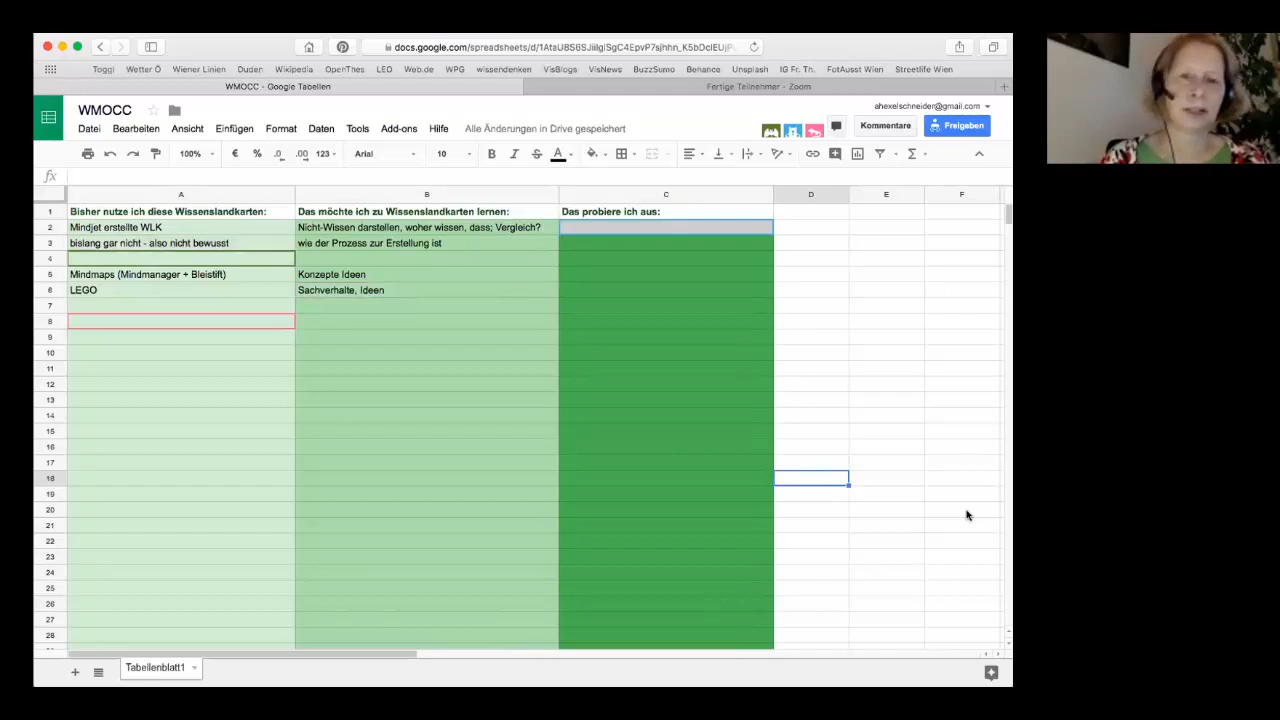 docs.google.com/spreadsheets/d/
Toggl Wetter Ö Wiener Linien Duden Wikipedia OpenThes LEO Web.de WPG wissendenken VisBlogs VisNews BuzzSumo Behance Unsplash IG Fr. Th. FotAusst Wien Streetlife Wien
WMOCC - Google Tabellen Fertige Teilnehmer - Zoom +
WMOCC ahexelschneider@gmail.com
Datei Bearbeiten Ansicht Einfügen Format Daten Tools Add-ons Hilfe Alle Änderungen in Drive gespeichert Kommentare Freigeben
100% € % .0 .00 123 Arial 10 B I S A Σ
fx
A B C D E F
1 Bisher nutze ich diese Wissenslandkarten: Das möchte ich zu Wissenslandkarten lernen: Das probiere ich aus:
2 Mindjet erstellte WLK Nicht-Wissen darstellen, woher wissen, dass; Vergleich?
3 bislang gar nicht - also nicht bewusst wie der Prozess zur Erstellung ist
4
5 Mindmaps (Mindmanager + Bleistift) Konzepte Ideen
6 LEGO Sachverhalte, Ideen
7
8
9
10
11
12
13
14
15
16
17
18
19
20
21
22
23
24
25
26
27
28
+ Tabellenblatt1